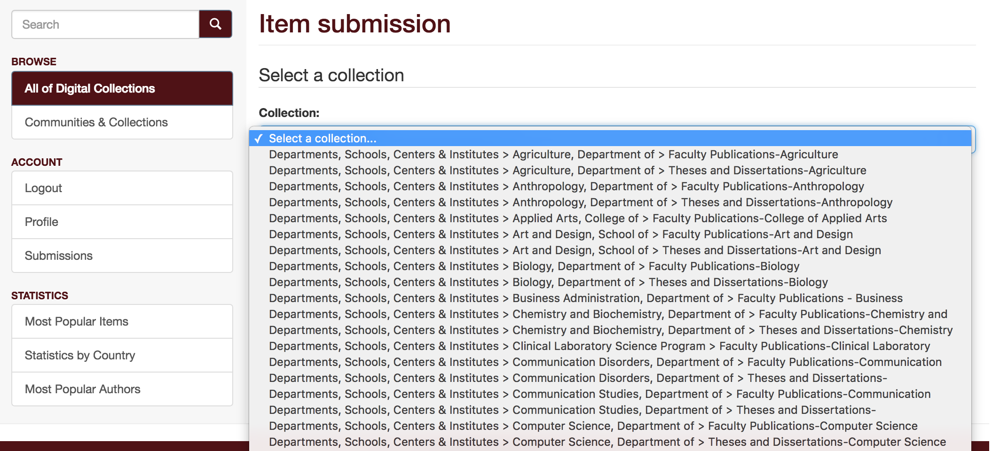 Search
BROWSE
All of Digital Collections
Communities & Collections
ACCOUNT
Logout
Profile
Submissions
STATISTICS
Most Popular Items
Statistics by Country
Most Popular Authors
Item submission
Select a collection
Collection:
✓ Select a collection...
Departments, Schools, Centers & Institutes > Agriculture, Department of > Faculty Publications-Agriculture
Departments, Schools, Centers & Institutes > Agriculture, Department of > Theses and Dissertations-Agriculture
Departments, Schools, Centers & Institutes > Anthropology, Department of > Faculty Publications-Anthropology
Departments, Schools, Centers & Institutes > Anthropology, Department of > Theses and Dissertations-Anthropology
Departments, Schools, Centers & Institutes > Applied Arts, College of > Faculty Publications-College of Applied Arts
Departments, Schools, Centers & Institutes > Art and Design, School of > Faculty Publications-Art and Design
Departments, Schools, Centers & Institutes > Art and Design, School of > Theses and Dissertations-Art and Design
Departments, Schools, Centers & Institutes > Biology, Department of > Faculty Publications-Biology
Departments, Schools, Centers & Institutes > Biology, Department of > Theses and Dissertations-Biology
Departments, Schools, Centers & Institutes > Business Administration, Department of > Faculty Publications - Business
Departments, Schools, Centers & Institutes > Chemistry and Biochemistry, Department of > Faculty Publications-Chemistry and
Departments, Schools, Centers & Institutes > Chemistry and Biochemistry, Department of > Theses and Dissertations-Chemistry
Departments, Schools, Centers & Institutes > Clinical Laboratory Science Program > Faculty Publications-Clinical Laboratory
Departments, Schools, Centers & Institutes > Communication Disorders, Department of > Faculty Publications-Communication
Departments, Schools, Centers & Institutes > Communication Disorders, Department of > Theses and Dissertations-
Departments, Schools, Centers & Institutes > Communication Studies, Department of > Faculty Publications-Communication
Departments, Schools, Centers & Institutes > Communication Studies, Department of > Theses and Dissertations-
Departments, Schools, Centers & Institutes > Computer Science, Department of > Faculty Publications-Computer Science
Departments, Schools, Centers & Institutes > Computer Science, Department of > Theses and Dissertations-Computer Science